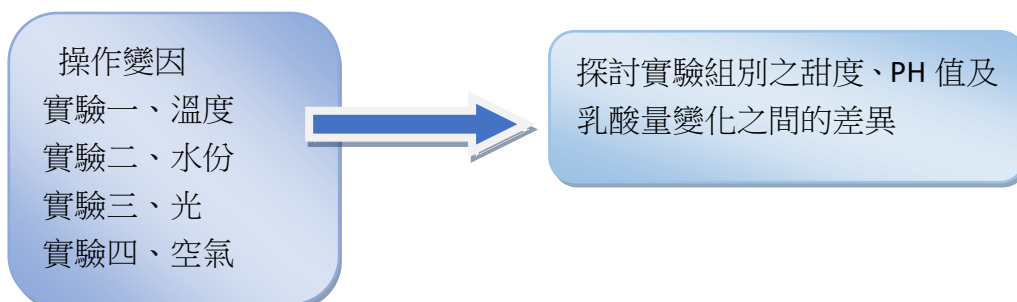 操作變因
實驗一、溫度
實驗二、水份
實驗三、光
實驗四、空氣
探討實驗組別之甜度、PH 值及
乳酸量變化之間的差異